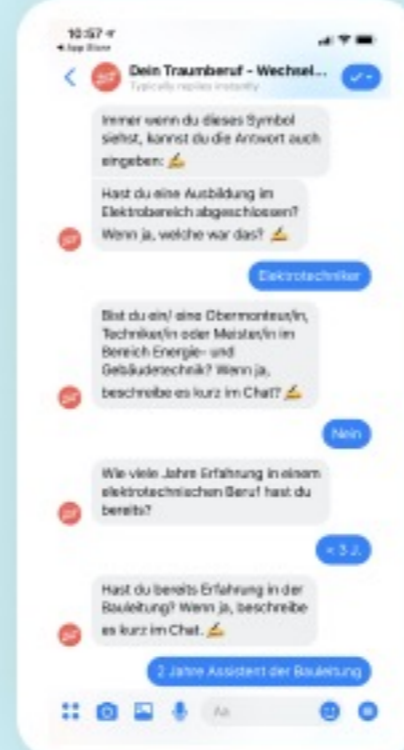 10:57
◂ App Store
Dein Traumberuf - Wechsel...
Typically replies instantly
Immer wenn du dieses Symbol
siehst, kannst du die Antwort auch
eingeben: ✍️
Hast du eine Ausbildung im
Elektrobereich abgeschlossen?
Wenn ja, welche war das? ✍️
Elektrotechniker
Bist du ein/ eine Obermonteur/in,
Techniker/in oder Meister/in im
Bereich Energie- und
Gebäudetechnik? Wenn ja,
beschreibe es kurz im Chat? ✍️
Nein
Wie viele Jahre Erfahrung in einem
elektrotechnischen Beruf hast du
bereits?
< 3 J.
Hast du bereits Erfahrung in der
Bauleitung? Wenn ja, beschreibe
es kurz im Chat. ✍️
2 Jahre Assistent der Bauleitung
Aa